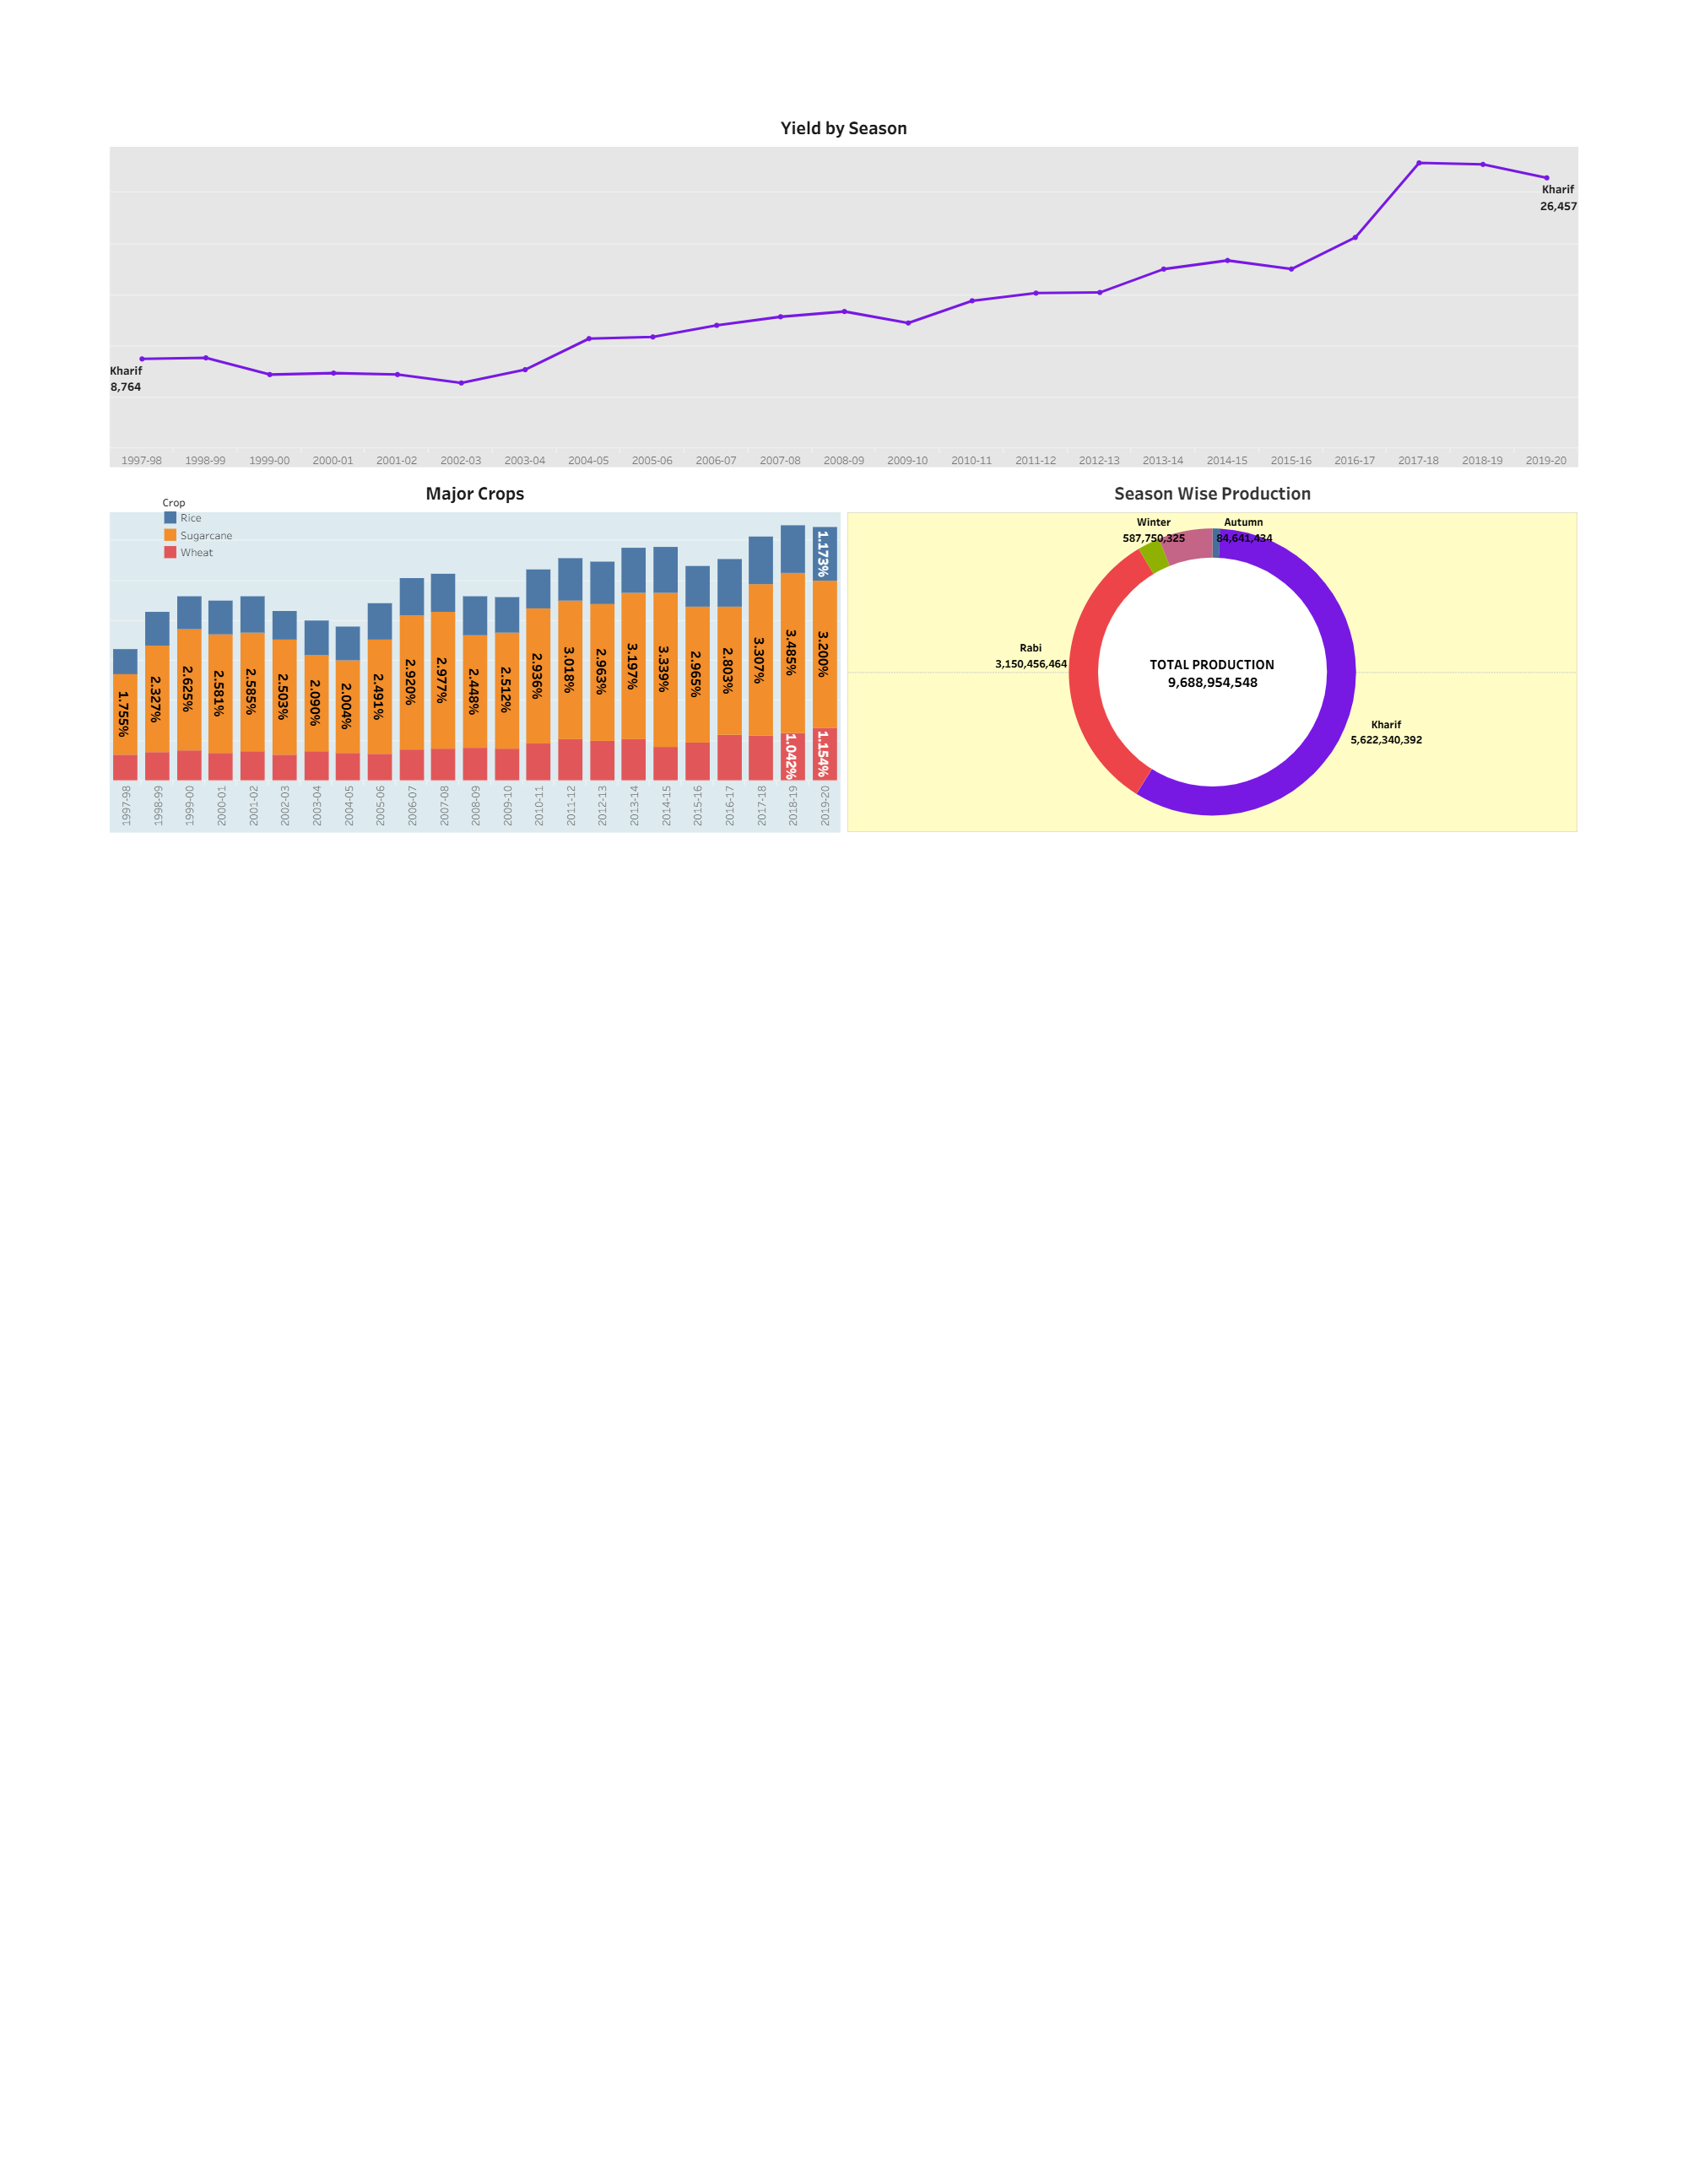 Yield by Season
Kharif
26,457
Kharif
8,764
1997-98 1998-99 1999-00 2000-01 2001-02 2002-03 2003-04 2004-05 2005-06 2006-07 2007-08 2008-09 2009-10 2010-11 2011-12 2012-13 2013-14 2014-15 2015-16 2016-17 2017-18 2018-19 2019-20
Major Crops
Crop
Rice
Sugarcane
Wheat
1.173%
1.755% 2.327% 2.625% 2.581% 2.585% 2.503% 2.090% 2.004% 2.491% 2.920% 2.977% 2.448% 2.512% 2.936% 3.018% 2.963% 3.197% 3.339% 2.965% 2.803% 3.307% 3.485% 3.200%
1.042% 1.154%
1997-98 1998-99 1999-00 2000-01 2001-02 2002-03 2003-04 2004-05 2005-06 2006-07 2007-08 2008-09 2009-10 2010-11 2011-12 2012-13 2013-14 2014-15 2015-16 2016-17 2017-18 2018-19 2019-20
Season Wise Production
Winter
587,750,325
Autumn
84,641,434
Rabi
3,150,456,464
TOTAL PRODUCTION
9,688,954,548
Kharif
5,622,340,392